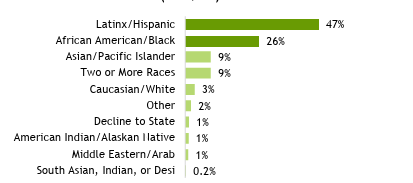 Latinx/Hispanic 47%
African American/Black 26%
Asian/Pacific Islander 9%
Two or More Races 9%
Caucasian/White 3%
Other 2%
Decline to State 1%
American Indian/Alaskan Native 1%
Middle Eastern/Arab 1%
South Asian, Indian, or Desi 0.2%